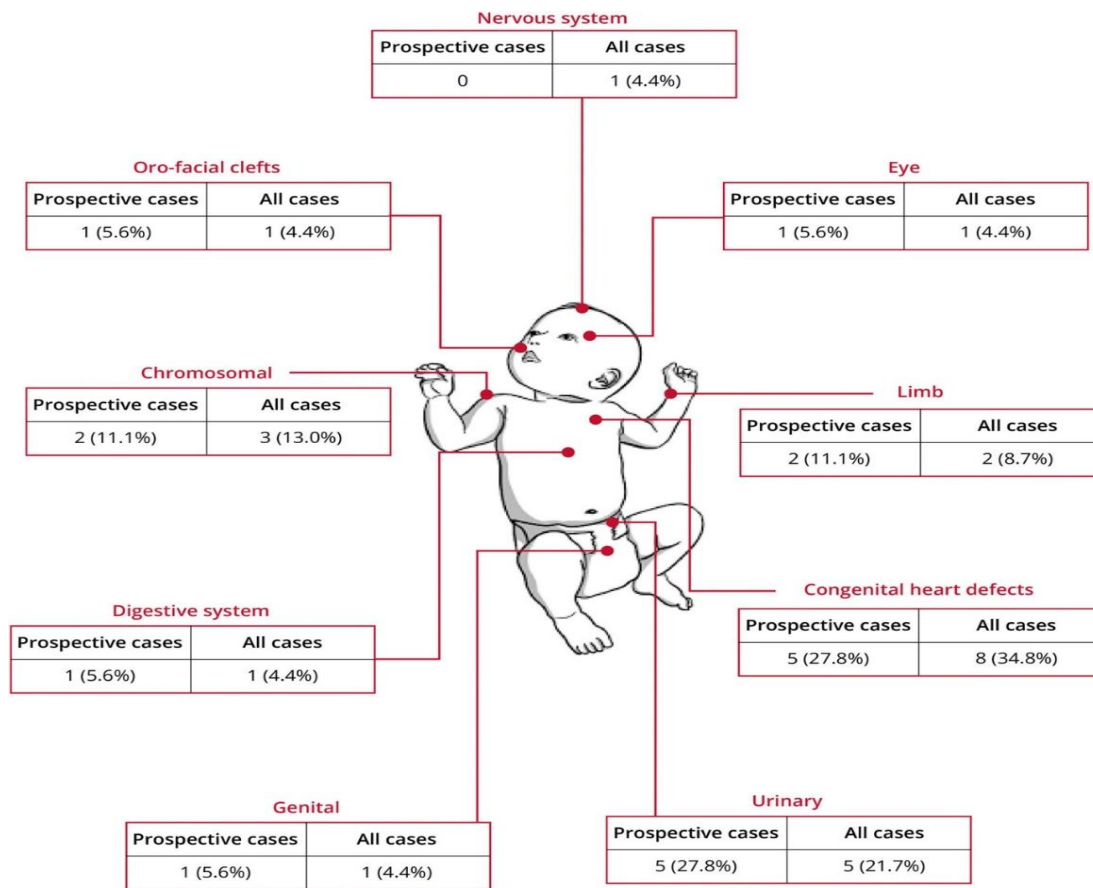 Nervous system
Prospective cases All cases
0 1 (4.4%)
Oro-facial clefts
Prospective cases All cases
1 (5.6%) 1 (4.4%)
Eye
Prospective cases All cases
1 (5.6%) 1 (4.4%)
Chromosomal
Prospective cases All cases
2 (11.1%) 3 (13.0%)
Limb
Prospective cases All cases
2 (11.1%) 2 (8.7%)
Digestive system
Prospective cases All cases
1 (5.6%) 1 (4.4%)
Congenital heart defects
Prospective cases All cases
5 (27.8%) 8 (34.8%)
Genital
Prospective cases All cases
1 (5.6%) 1 (4.4%)
Urinary
Prospective cases All cases
5 (27.8%) 5 (21.7%)